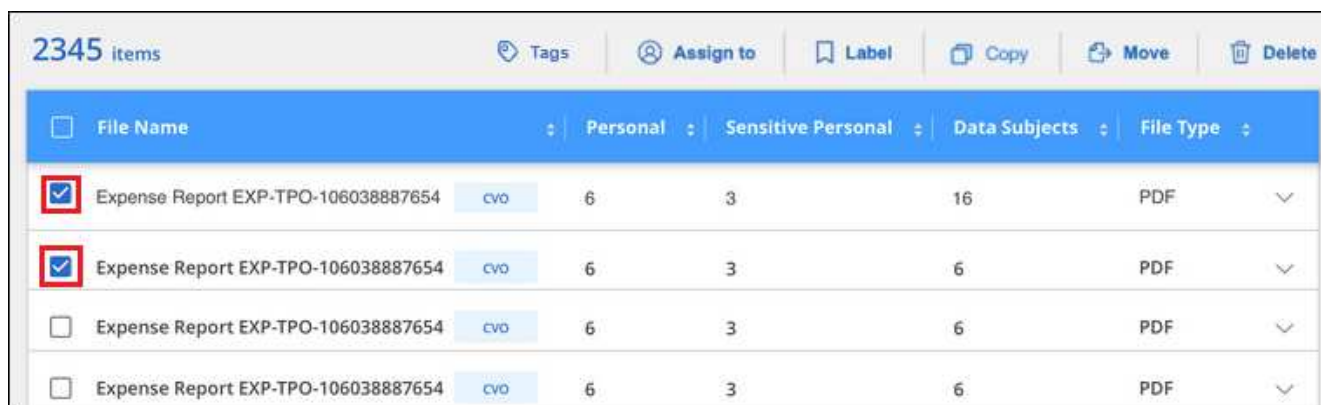 2345 items Tags Assign to Label Copy Move Delete
File Name Personal Sensitive Personal Data Subjects File Type
Expense Report EXP-TPO-106038887654 CVO 6 3 16 PDF
Expense Report EXP-TPO-106038887654 CVO 6 3 6 PDF
Expense Report EXP-TPO-106038887654 CVO 6 3 6 PDF
Expense Report EXP-TPO-106038887654 CVO 6 3 6 PDF